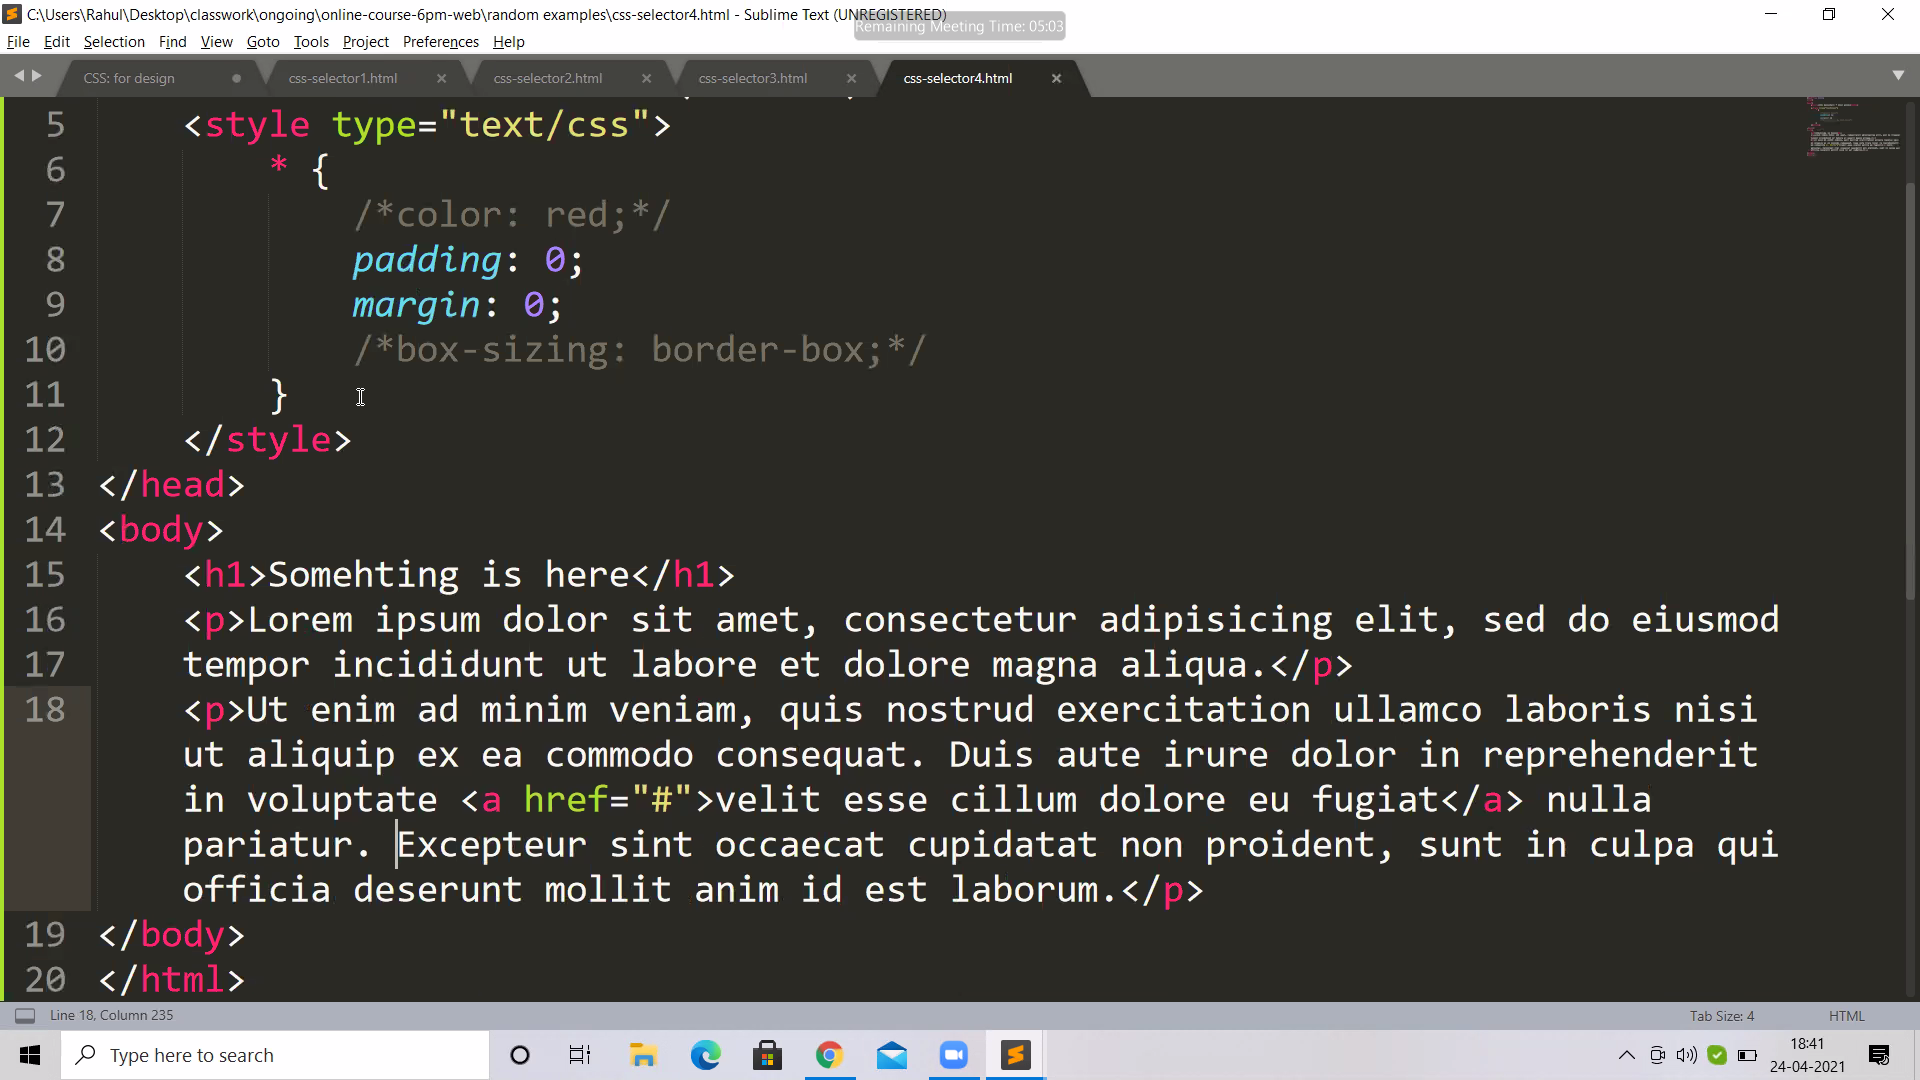 C:\Users\Rahul\Desktop\classwork\ongoing\online-course-6pm-web\random examples\css-selector4.html - Sublime Text (UNREGISTERED)
Remaining Meeting Time: 05:03
File Edit Selection Find View Goto Tools Project Preferences Help
CSS: for design css-selector1.html css-selector2.html css-selector3.html css-selector4.html
5 <style type="text/css">
6 * {
7 /*color: red;*/
8 padding: 0;
9 margin: 0;
10 /*box-sizing: border-box;*/
11 }
12 </style>
13 </head>
14 <body>
15 <h1>Somehting is here</h1>
16 <p>Lorem ipsum dolor sit amet, consectetur adipisicing elit, sed do eiusmod
17 tempor incididunt ut labore et dolore magna aliqua.</p>
18 <p>Ut enim ad minim veniam, quis nostrud exercitation ullamco laboris nisi
ut aliquip ex ea commodo consequat. Duis aute irure dolor in reprehenderit
in voluptate <a href="#">velit esse cillum dolore eu fugiat</a> nulla
pariatur. Excepteur sint occaecat cupidatat non proident, sunt in culpa qui
officia deserunt mollit anim id est laborum.</p>
19 </body>
20 </html>
Line 18, Column 235 Tab Size: 4 HTML
Type here to search
18:41
24-04-2021